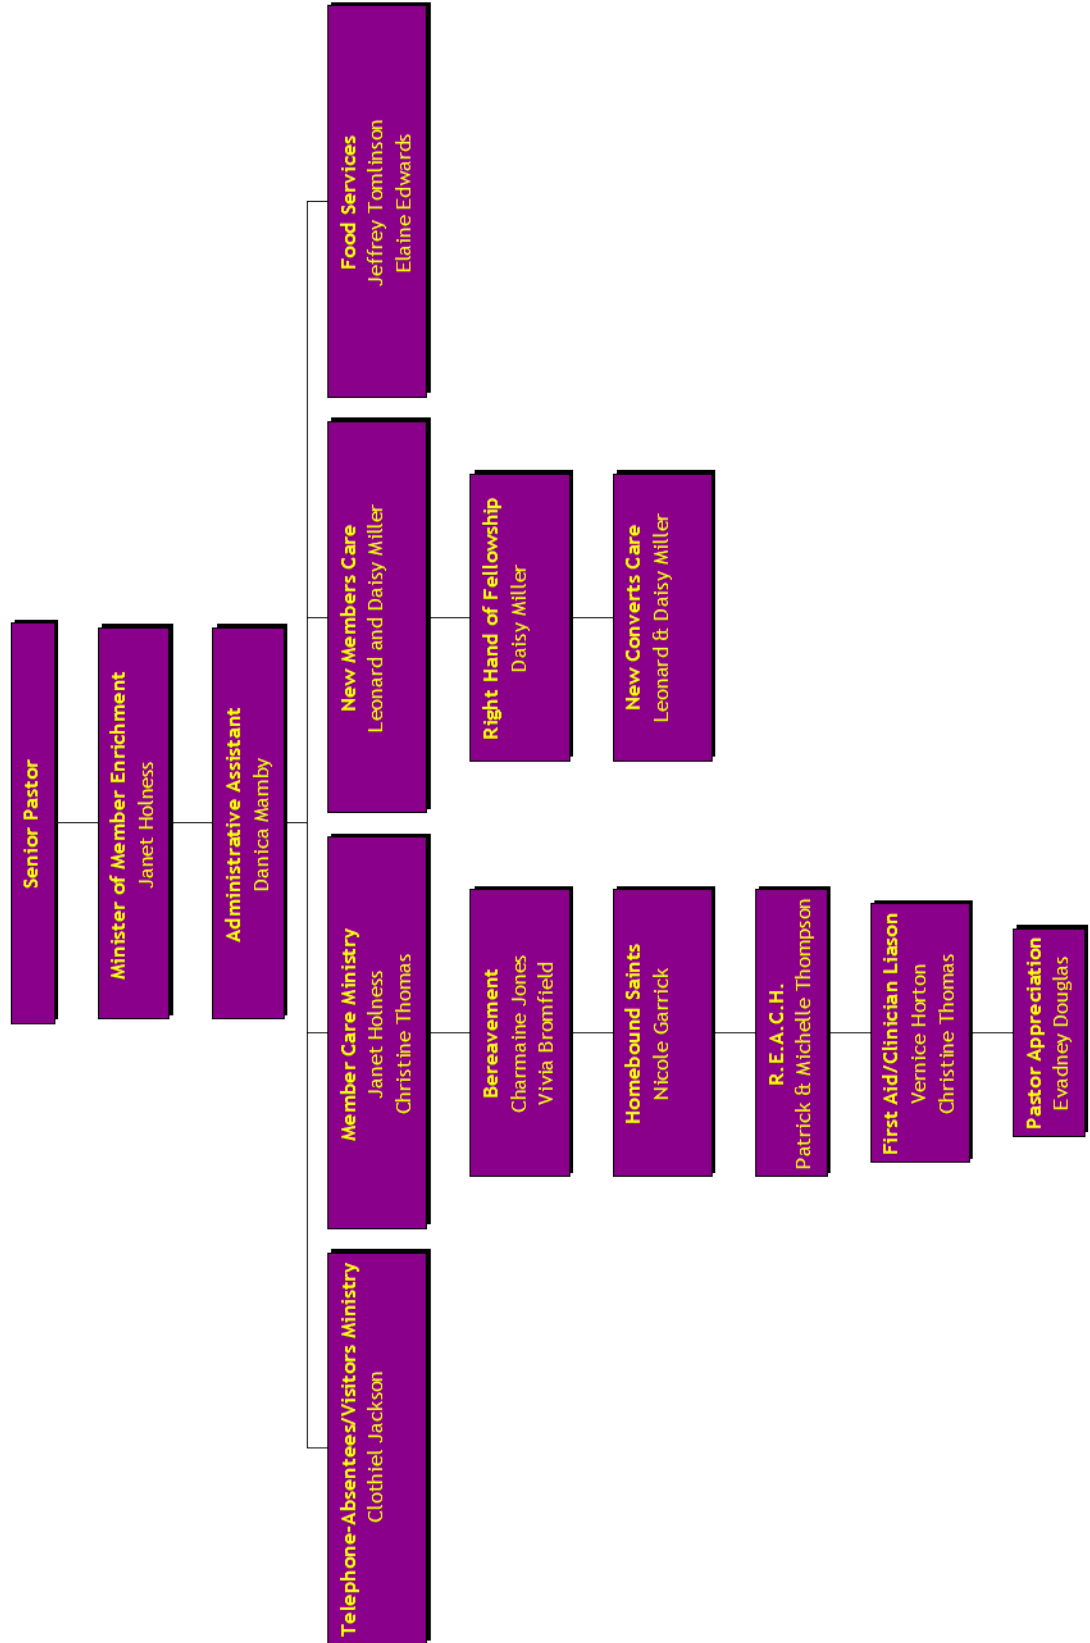 Senior Pastor
Minister of Member Enrichment
Janet Holness
Administrative Assistant
Danica Mamby
Telephone-Absentees/Visitors Ministry
Clothiel Jackson
Member Care Ministry
Janet Holness
Christine Thomas
Bereavement
Charmaine Jones
Vivia Bromfield
Homebound Saints
Nicole Garrick
R.E.A.C.H.
Patrick & Michelle Thompson
First Aid/Clinician Liason
Vernice Horton
Christine Thomas
Pastor Appreciation
Evadney Douglas
New Members Care
Leonard and Daisy Miller
Right Hand of Fellowship
Daisy Miller
New Converts Care
Leonard & Daisy Miller
Food Services
Jeffrey Tomlinson
Elaine Edwards